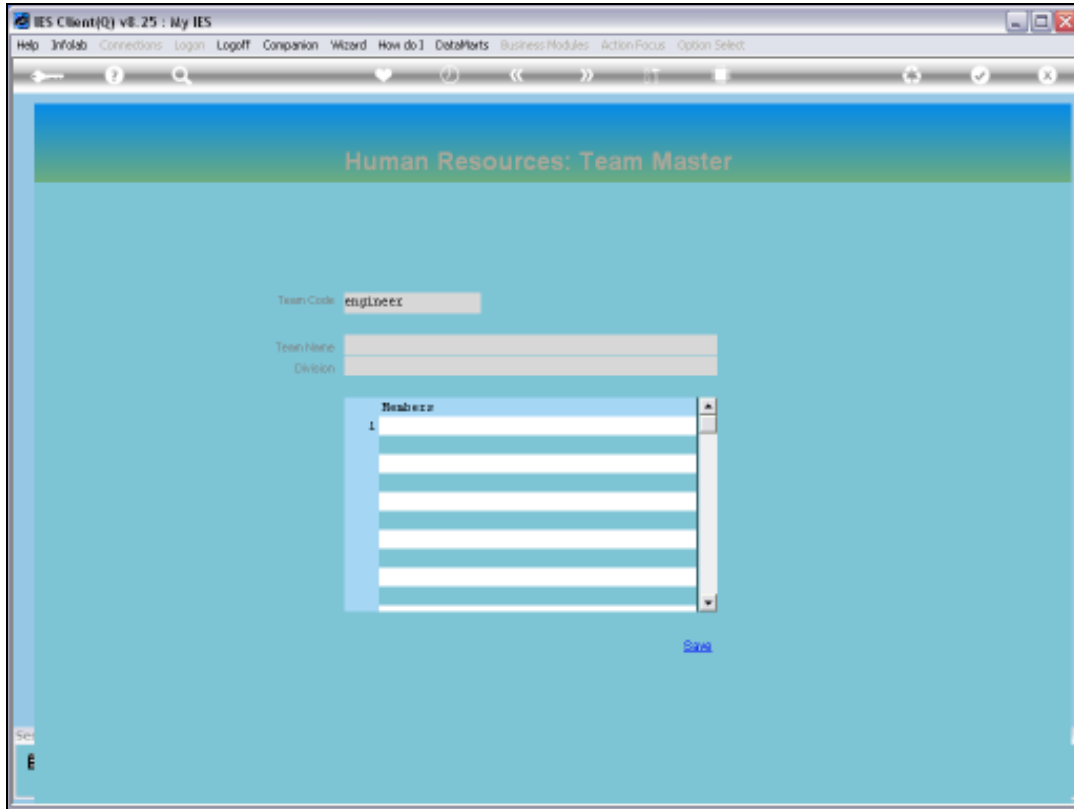 IES Client(Q) v8.25 : My IES
Help Infolab Connections Logon Logoff Companion Wizard How do I DataMarts Business Modules Action Focus Option Select
Human Resources: Team Master
Team Code engineer
Team Name
Division
Members
1
Save